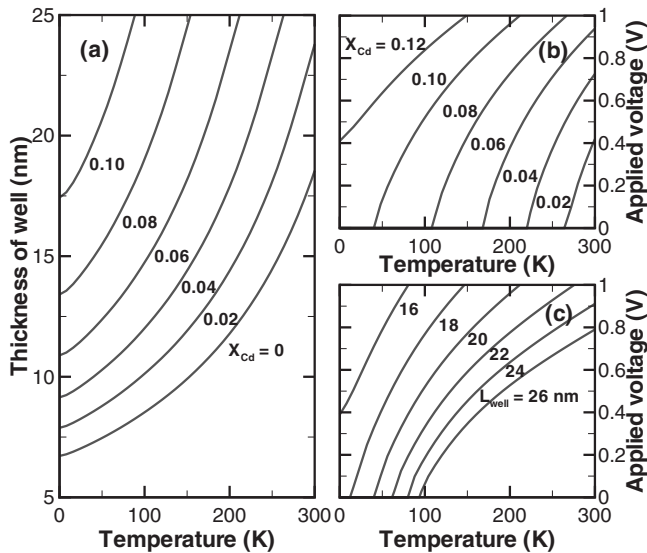 (a)
Thickness of well (nm)
25
20
15
10
5
0.10
0.08
0.06
0.04
0.02
X_Cd = 0
0 100 200 300
Temperature (K)
(b)
X_Cd = 0.12
0.10
0.08
0.06
0.04
0.02
1
0.8
0.6
0.4
0.2
0
Applied voltage (V)
0 100 200 300
Temperature (K)
(c)
16
18
20
22
24
L_well = 26 nm
1
0.8
0.6
0.4
0.2
0
Applied voltage (V)
0 100 200 300
Temperature (K)